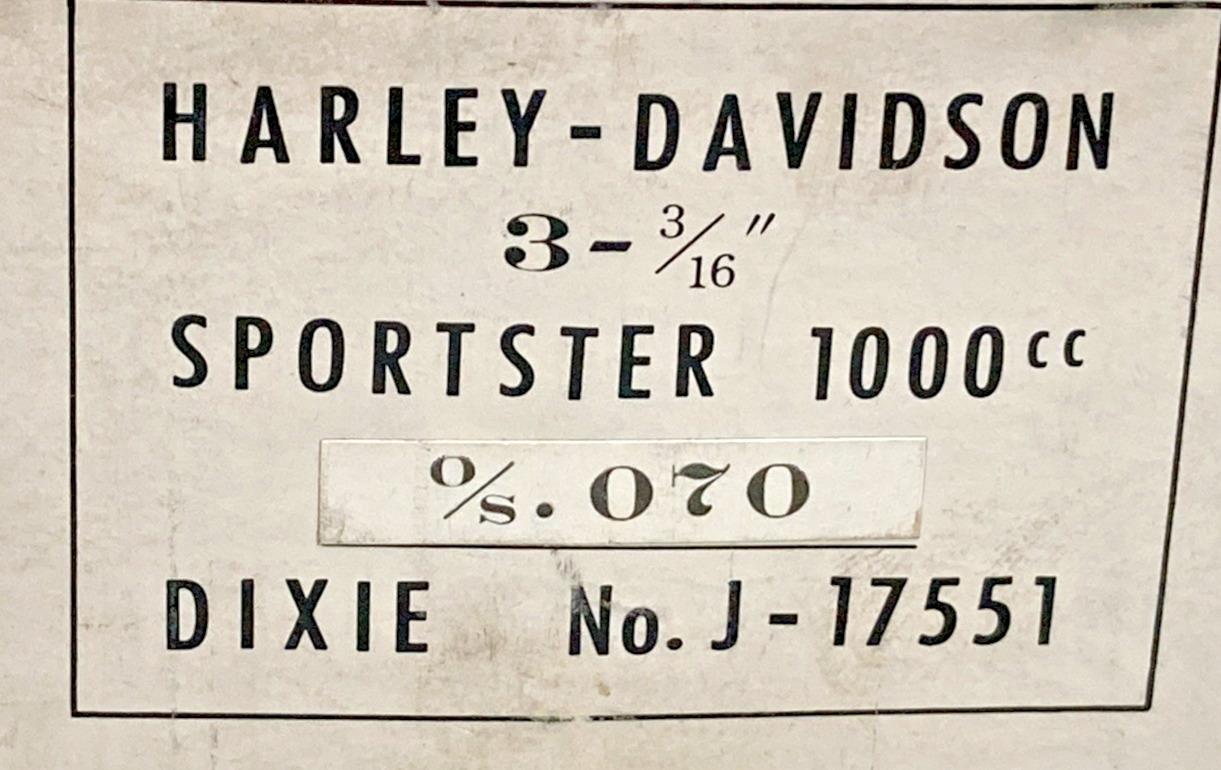 HARLEY-DAVIDSON
3-3/16"
SPORTSTER 1000cc
O/S .070
DIXIE No. J-17551